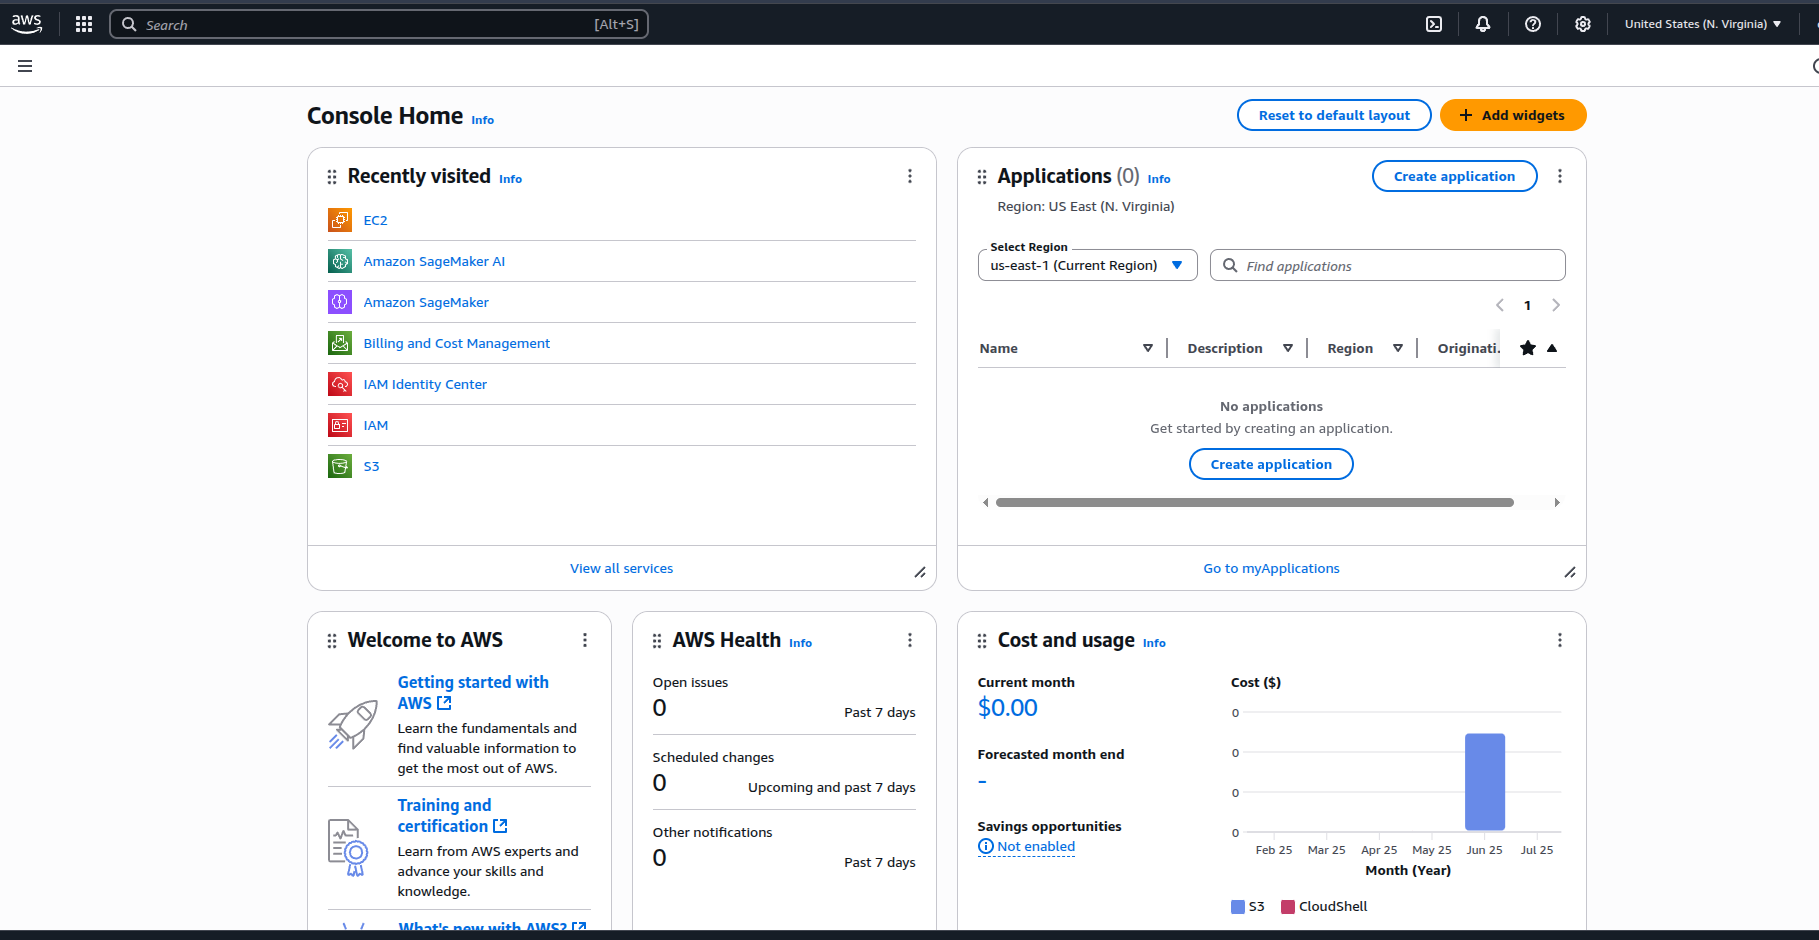 aws
Search [Alt+S]
United States (N. Virginia)
Console Home Info
Reset to default layout
Add widgets
Recently visited Info
EC2
Amazon SageMaker AI
Amazon SageMaker
Billing and Cost Management
IAM Identity Center
IAM
S3
View all services
Applications (0) Info
Create application
Region: US East (N. Virginia)
Select Region
us-east-1 (Current Region)
Find applications
1
Name Description Region Originati.
No applications
Get started by creating an application.
Create application
Go to myApplications
Welcome to AWS
Getting started with
AWS
Learn the fundamentals and
find valuable information to
get the most out of AWS.
Training and
certification
Learn from AWS experts and
advance your skills and
knowledge.
What's new with AWS?
AWS Health Info
Open issues
0 Past 7 days
Scheduled changes
0 Upcoming and past 7 days
Other notifications
0 Past 7 days
Cost and usage Info
Current month
$0.00
Forecasted month end
-
Savings opportunities
Not enabled
Cost ($)
0
0
0
0
Feb 25 Mar 25 Apr 25 May 25 Jun 25 Jul 25
Month (Year)
S3 CloudShell